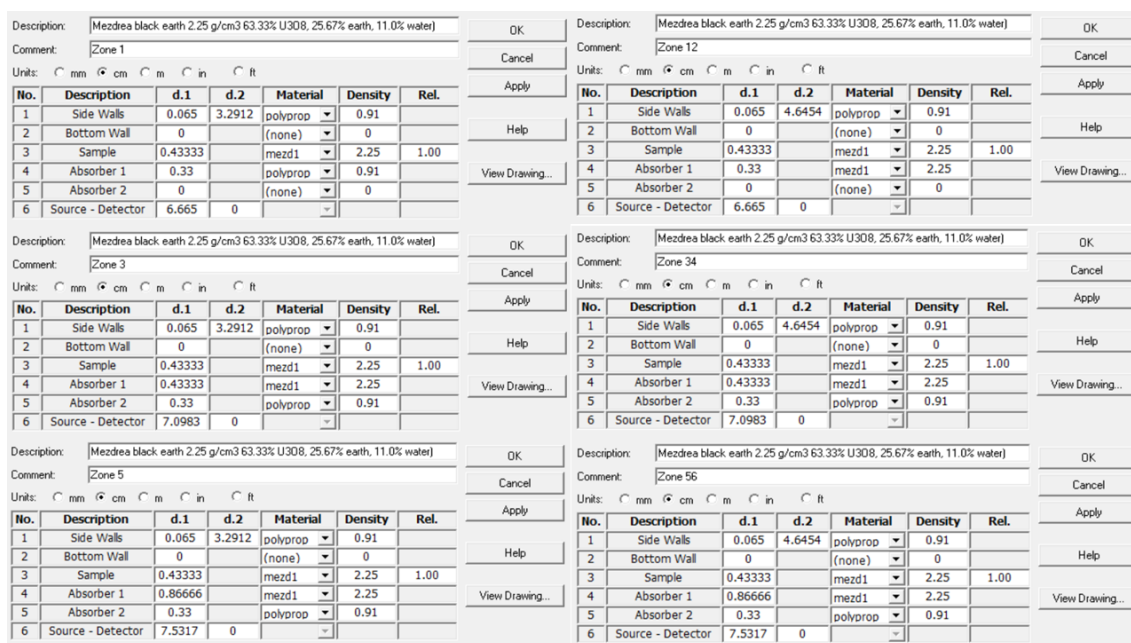 Description: Mezdrea black earth 2.25 g/cm3 63.33% U3O8, 25.67% earth, 11.0% water) OK
Comment: Zone 1 Cancel
Units: mm cm m in ft Apply
No. Description d.1 d.2 Material Density Rel.
1 Side Walls 0.065 3.2912 polyprop 0.91
2 Bottom Wall 0 (none) 0 Help
3 Sample 0.43333 mezd1 2.25 1.00
4 Absorber 1 0.33 polyprop 0.91 View Drawing...
5 Absorber 2 0 (none) 0
6 Source - Detector 6.665 0
Description: Mezdrea black earth 2.25 g/cm3 63.33% U3O8, 25.67% earth, 11.0% water) OK
Comment: Zone 12 Cancel
Units: mm cm m in ft Apply
No. Description d.1 d.2 Material Density Rel.
1 Side Walls 0.065 4.6454 polyprop 0.91
2 Bottom Wall 0 (none) 0 Help
3 Sample 0.43333 mezd1 2.25 1.00
4 Absorber 1 0.33 mezd1 2.25 View Drawing...
5 Absorber 2 0 (none) 0
6 Source - Detector 6.665 0
Description: Mezdrea black earth 2.25 g/cm3 63.33% U3O8, 25.67% earth, 11.0% water) OK
Comment: Zone 3 Cancel
Units: mm cm m in ft Apply
No. Description d.1 d.2 Material Density Rel.
1 Side Walls 0.065 3.2912 polyprop 0.91
2 Bottom Wall 0 (none) 0 Help
3 Sample 0.43333 mezd1 2.25 1.00
4 Absorber 1 0.43333 mezd1 2.25 View Drawing...
5 Absorber 2 0.33 polyprop 0.91
6 Source - Detector 7.0983 0
Description: Mezdrea black earth 2.25 g/cm3 63.33% U3O8, 25.67% earth, 11.0% water) OK
Comment: Zone 34 Cancel
Units: mm cm m in ft Apply
No. Description d.1 d.2 Material Density Rel.
1 Side Walls 0.065 4.6454 polyprop 0.91
2 Bottom Wall 0 (none) 0 Help
3 Sample 0.43333 mezd1 2.25 1.00
4 Absorber 1 0.43333 mezd1 2.25 View Drawing...
5 Absorber 2 0.33 polyprop 0.91
6 Source - Detector 7.0983 0
Description: Mezdrea black earth 2.25 g/cm3 63.33% U3O8, 25.67% earth, 11.0% water) OK
Comment: Zone 5 Cancel
Units: mm cm m in ft Apply
No. Description d.1 d.2 Material Density Rel.
1 Side Walls 0.065 3.2912 polyprop 0.91
2 Bottom Wall 0 (none) 0 Help
3 Sample 0.43333 mezd1 2.25 1.00
4 Absorber 1 0.86666 mezd1 2.25 View Drawing...
5 Absorber 2 0.33 polyprop 0.91
6 Source - Detector 7.5317 0
Description: Mezdrea black earth 2.25 g/cm3 63.33% U3O8, 25.67% earth, 11.0% water) OK
Comment: Zone 56 Cancel
Units: mm cm m in ft Apply
No. Description d.1 d.2 Material Density Rel.
1 Side Walls 0.065 4.6454 polyprop 0.91
2 Bottom Wall 0 (none) 0 Help
3 Sample 0.43333 mezd1 2.25 1.00
4 Absorber 1 0.86666 mezd1 2.25 View Drawing...
5 Absorber 2 0.33 polyprop 0.91
6 Source - Detector 7.5317 0